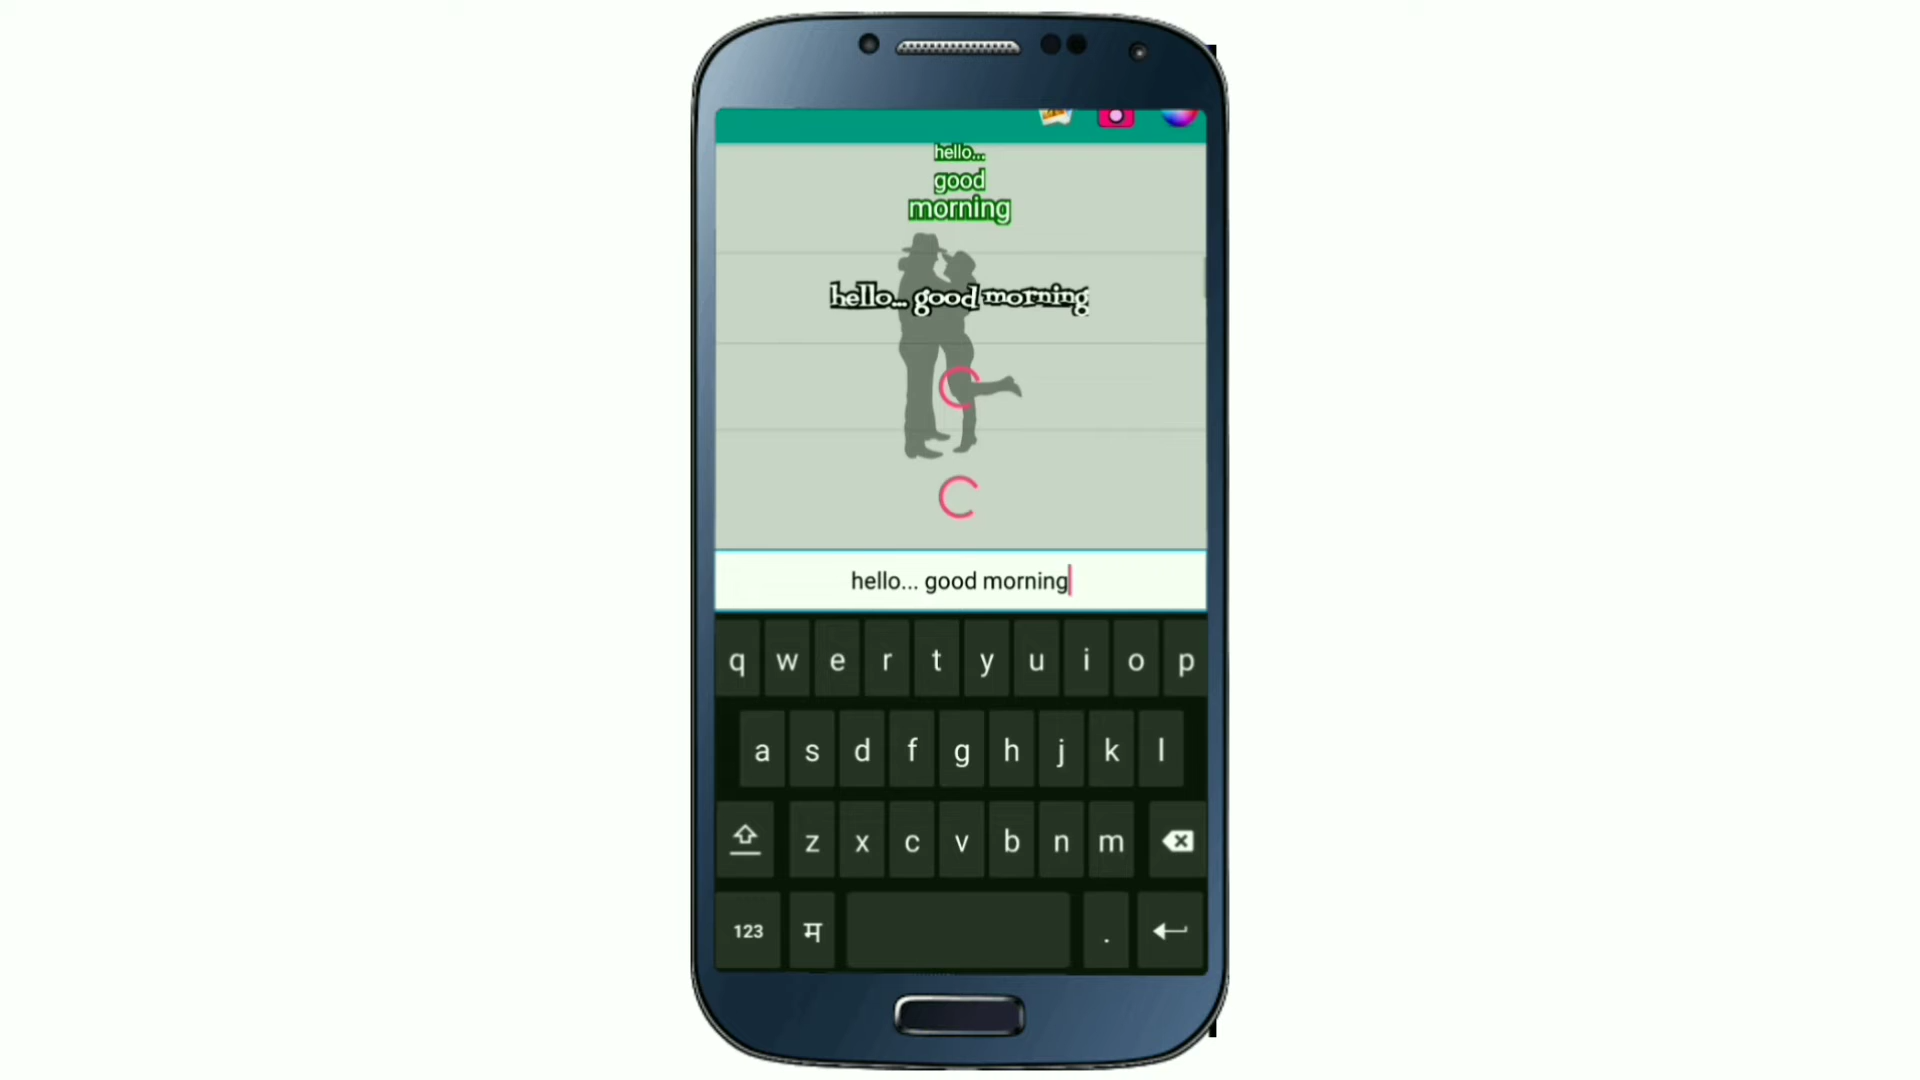 hello...
good
morning
hello... good morning
hello... good morning
q w e r t y u i o p
a s d f g h j k l
z x c v b n m
123 म .